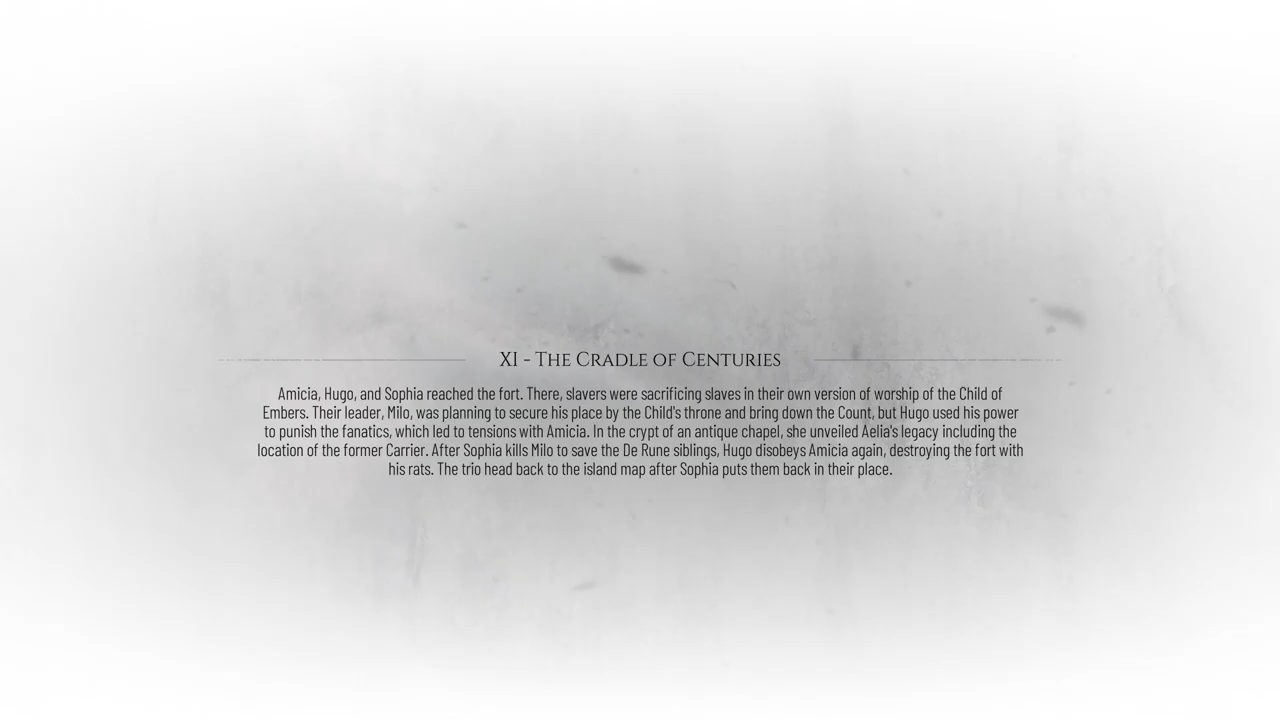 XI - The Cradle of Centuries
Amicia, Hugo, and Sophia reached the fort. There, slavers were sacrificing slaves in their own version of worship of the Child of
Embers. Their leader, Milo, was planning to secure his place by the Child's throne and bring down the Count, but Hugo used his power
to punish the fanatics, which led to tensions with Amicia. In the crypt of an antique chapel, she unveiled Aelia's legacy including the
location of the former Carrier. After Sophia kills Milo to save the De Rune siblings, Hugo disobeys Amicia again, destroying the fort with
his rats. The trio head back to the island map after Sophia puts them back in their place.